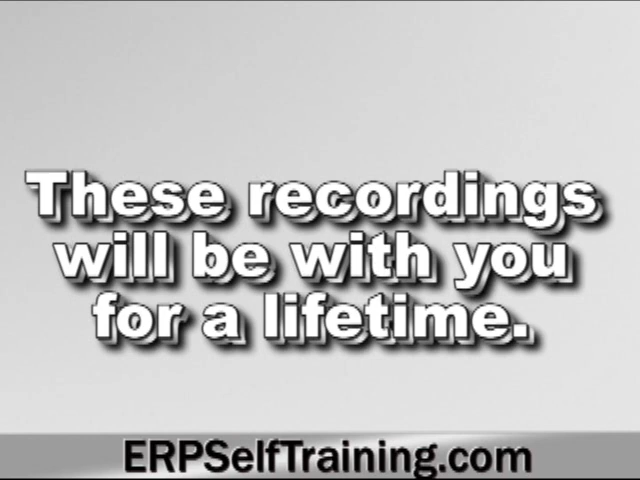 These recordings
will be with you
for a lifetime.
ERPSelfTraining.com